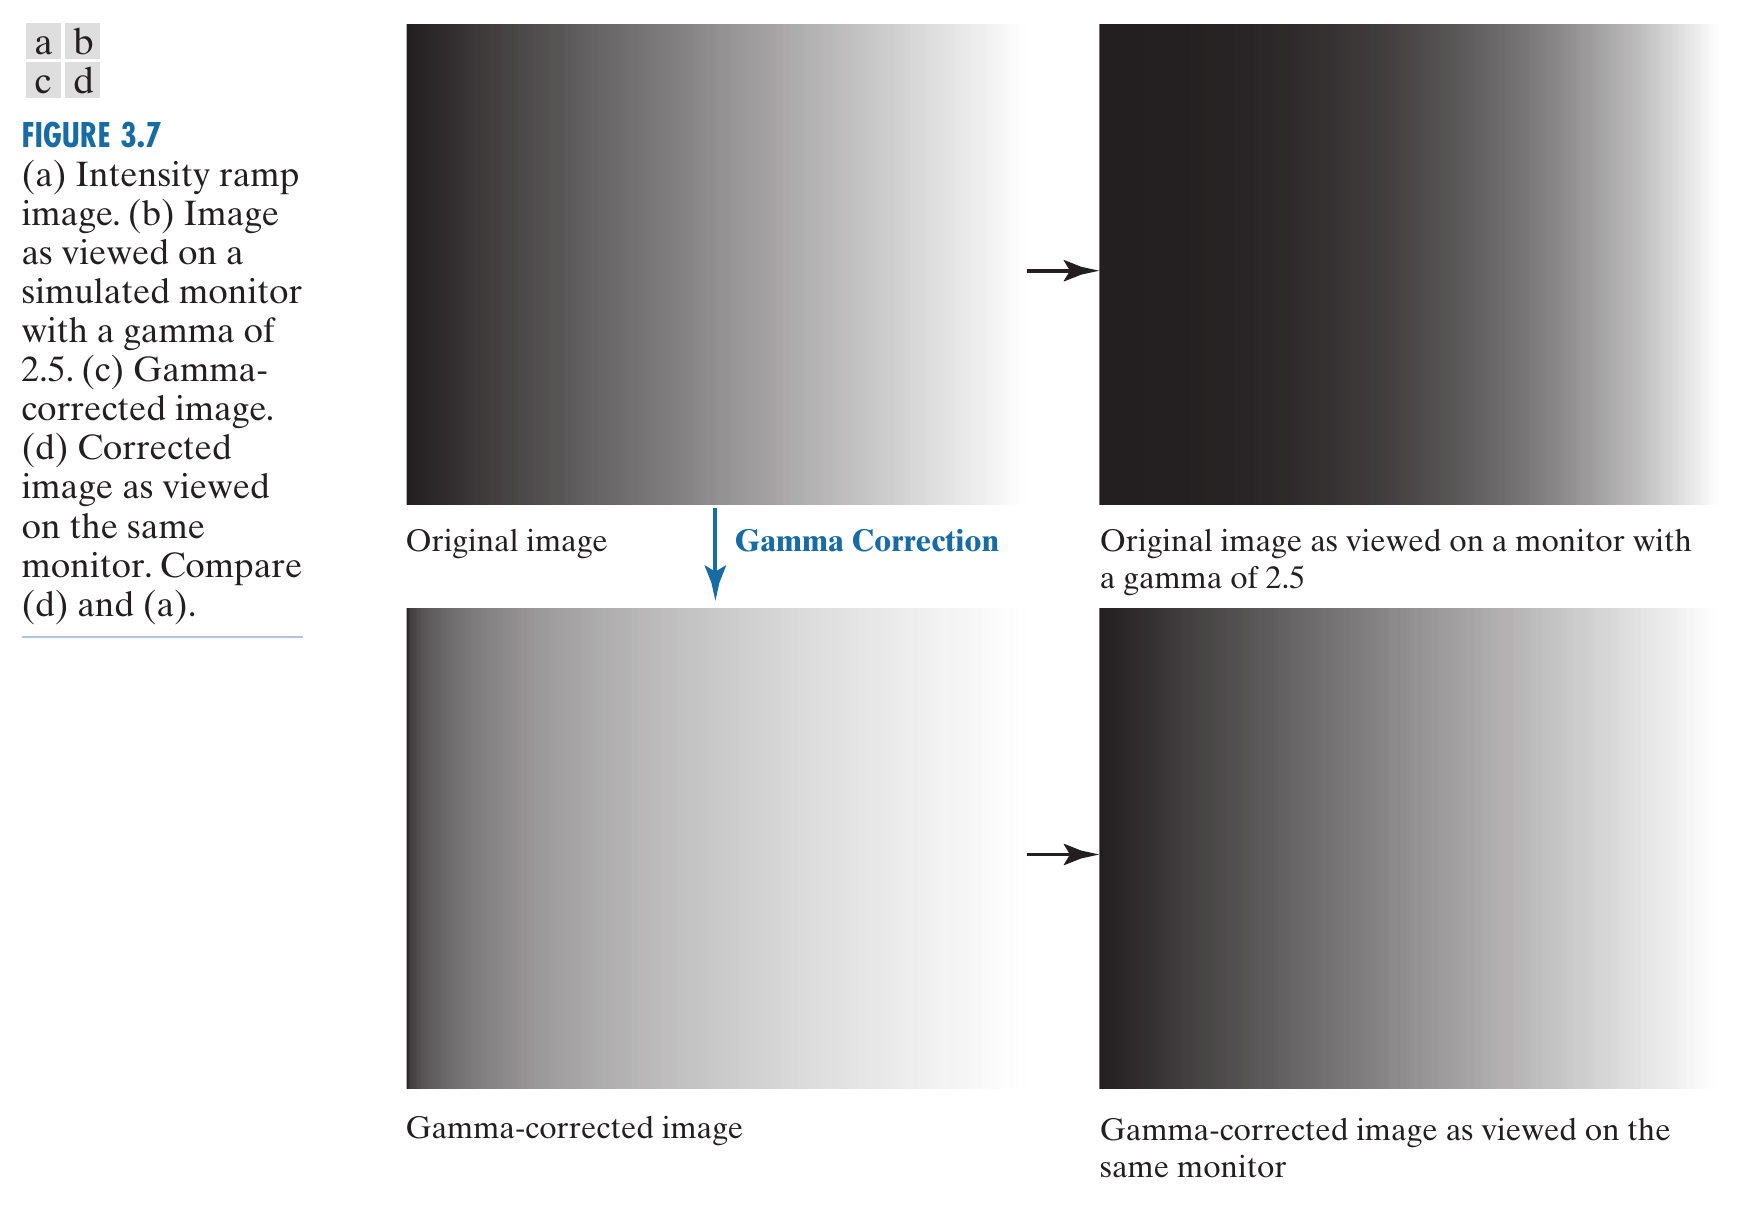 a b
c d
FIGURE 3.7
(a) Intensity ramp
image. (b) Image
as viewed on a
simulated monitor
with a gamma of
2.5. (c) Gamma-
corrected image.
(d) Corrected
image as viewed
on the same
monitor. Compare
(d) and (a).
Original image
Gamma Correction
Original image as viewed on a monitor with
a gamma of 2.5
Gamma-corrected image
Gamma-corrected image as viewed on the
same monitor